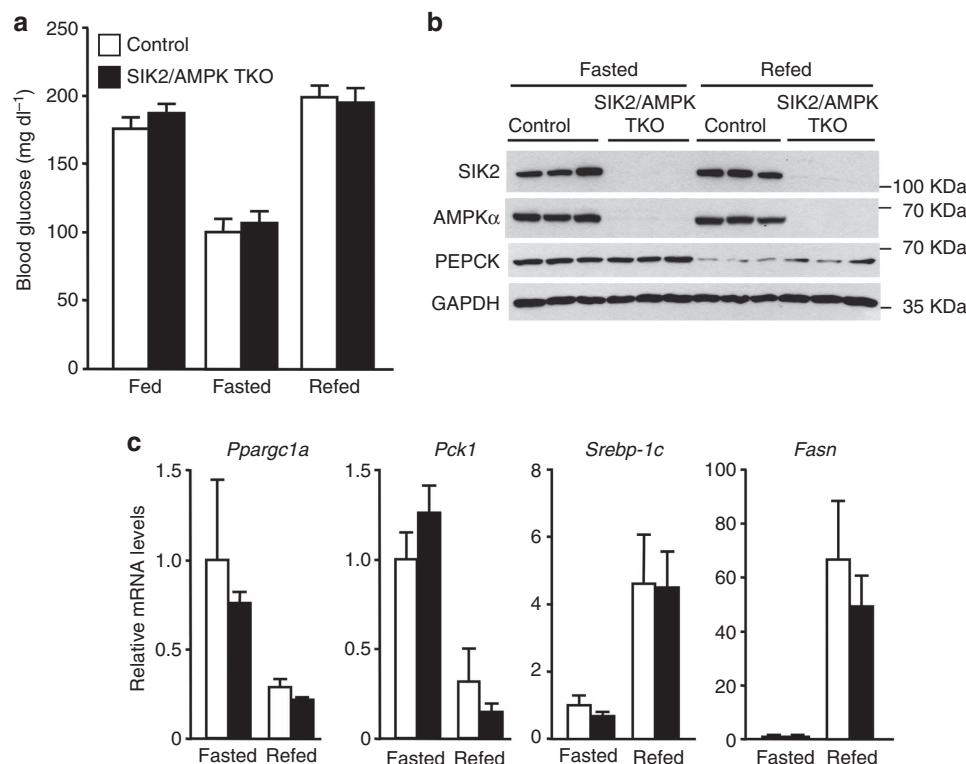 a
250
200
150
100
50
0
Blood glucose (mg dl⁻¹)
Control
SIK2/AMPK TKO
Fed Fasted Refed
b
Fasted Refed
SIK2/AMPK SIK2/AMPK
Control TKO Control TKO
SIK2
100 KDa
AMPKα
70 KDa
PEPCK
70 KDa
GAPDH
35 KDa
c
Relative mRNA levels
Ppargc1a
1.5
1.0
0.5
0
Fasted Refed
Pck1
1.5
1.0
0.5
0
Fasted Refed
Srebp-1c
8
6
4
2
0
Fasted Refed
Fasn
100
80
60
40
20
0
Fasted Refed